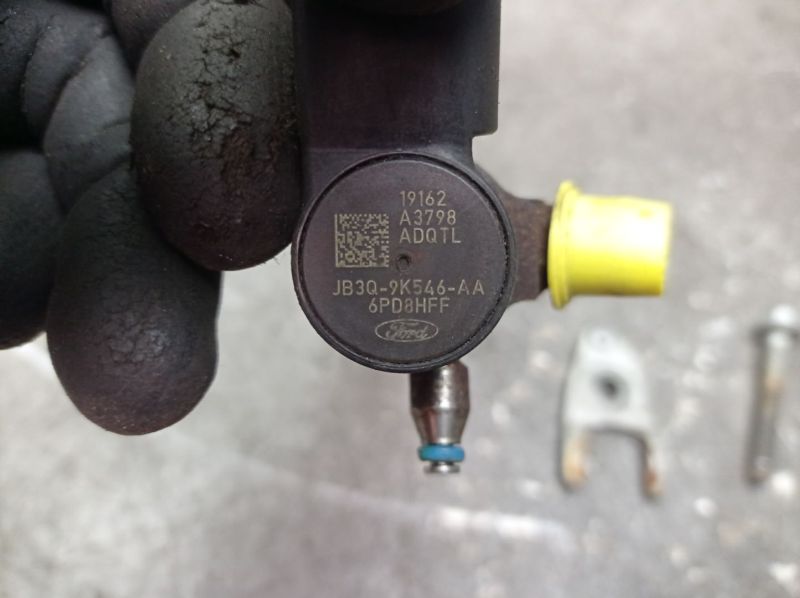 19162
A3798
ADQTL
JB3Q-9K546-AA
6PD8HFF
Ford